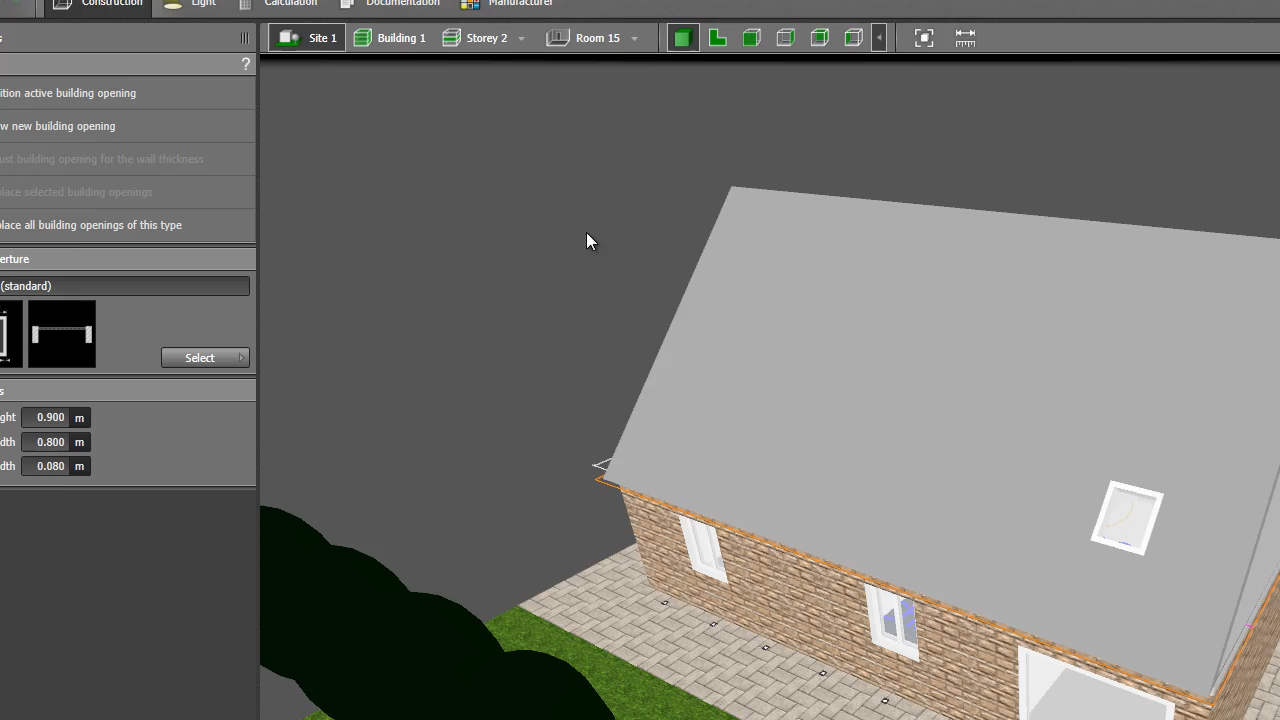 Construction
Light
Calculation
Documentation
Manufacturer
s
Site 1
Building 1
Storey 2
Room 15
?
ition active building opening
w new building opening
ust building opening for the wall thickness
lace selected building openings
lace all building openings of this type
erture
(standard)
Select
s
ght 0.900 m
dth 0.800 m
dth 0.080 m